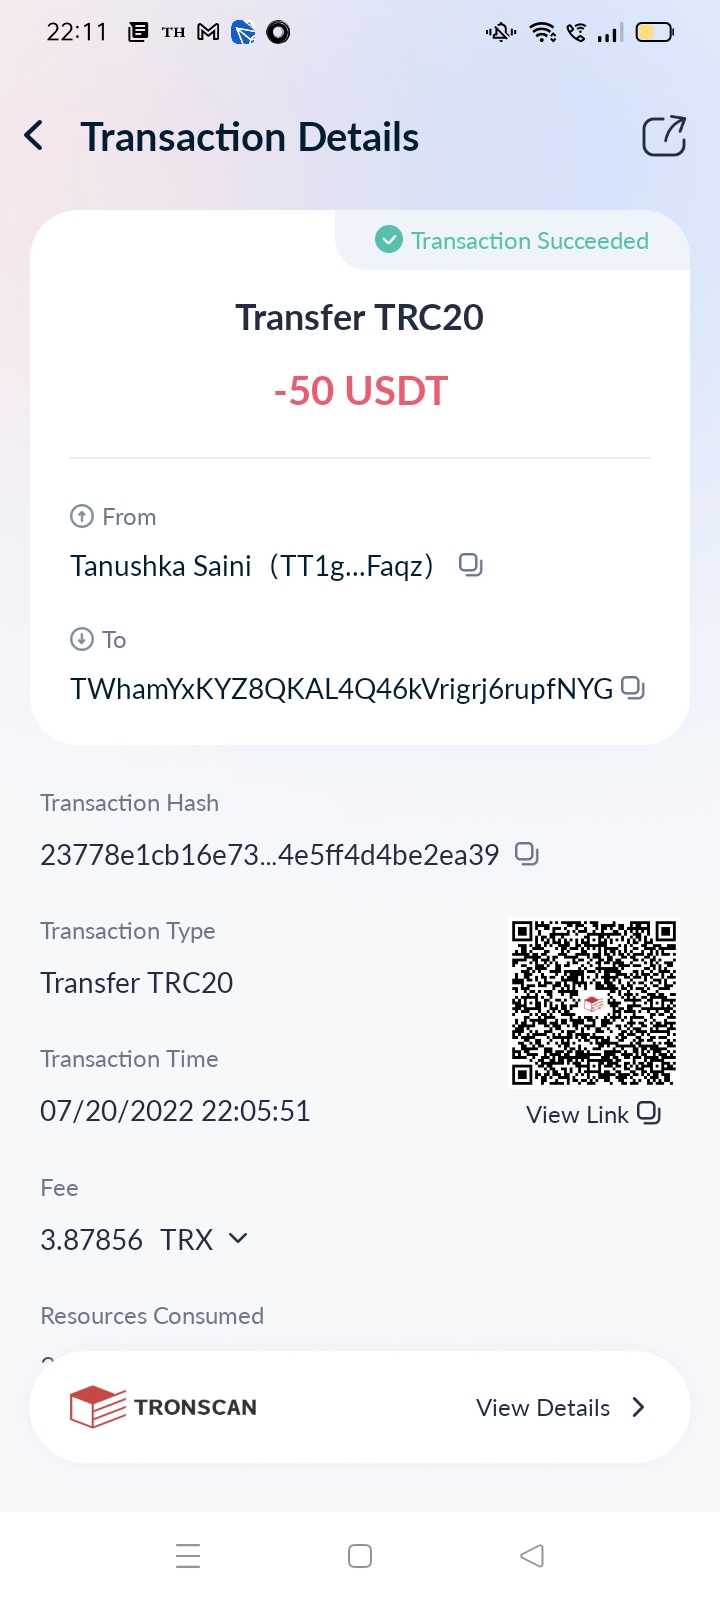 22:11 TH
Transaction Details
Transaction Succeeded
Transfer TRC20
-50 USDT
From
Tanushka Saini（TT1g...Faqz）
To
TWhamYxKYZ8QKAL4Q46kVrigrj6rupfNYG
Transaction Hash
23778e1cb16e73...4e5ff4d4be2ea39
Transaction Type
Transfer TRC20
Transaction Time
07/20/2022 22:05:51
View Link
Fee
3.87856 TRX
Resources Consumed
TRONSCAN
View Details